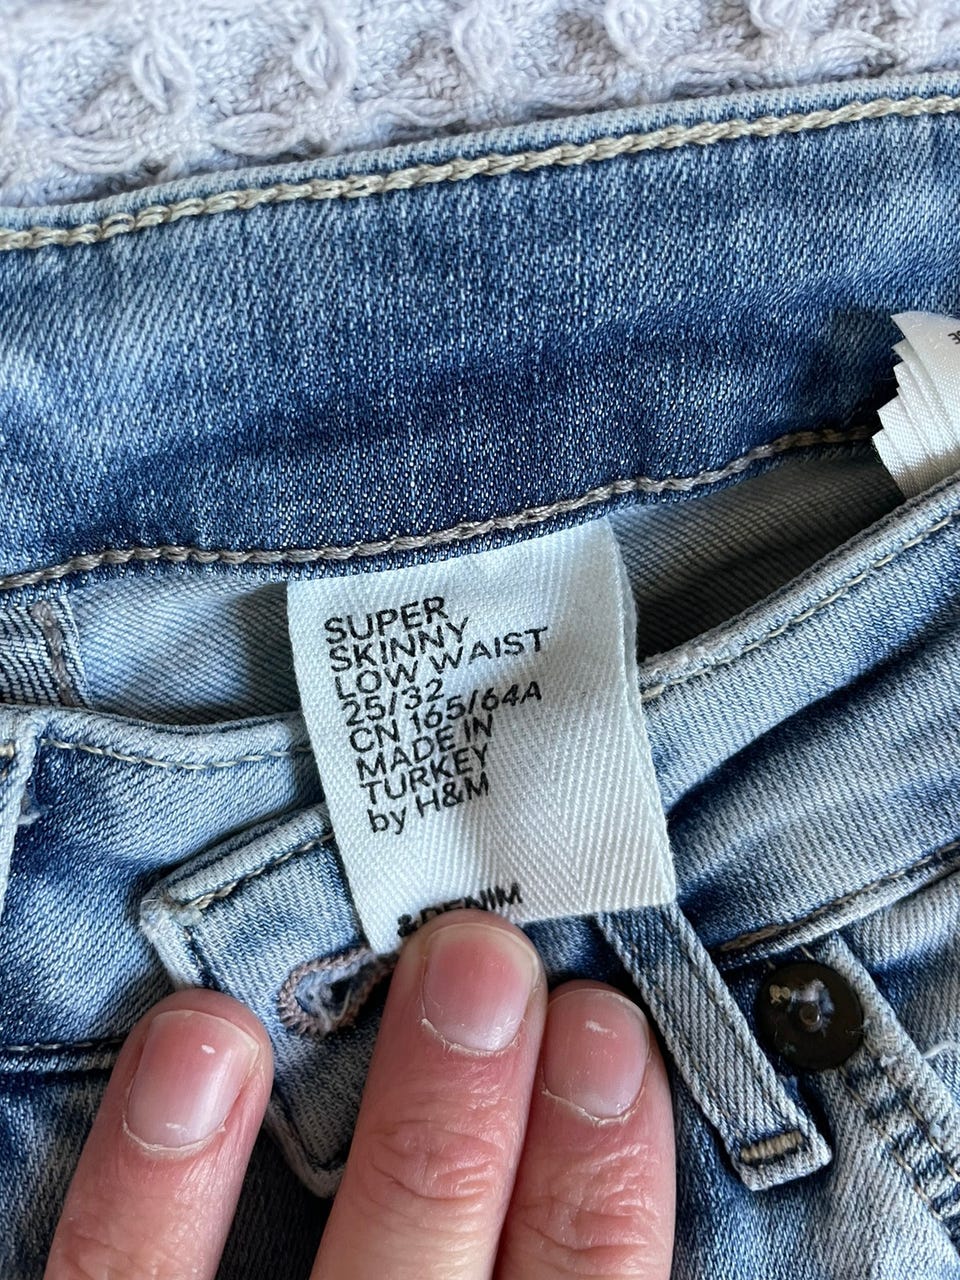 SUPER
SKINNY
LOW WAIST
25/32
CN 165/64A
MADE IN
TURKEY
by H&M
&DENIM